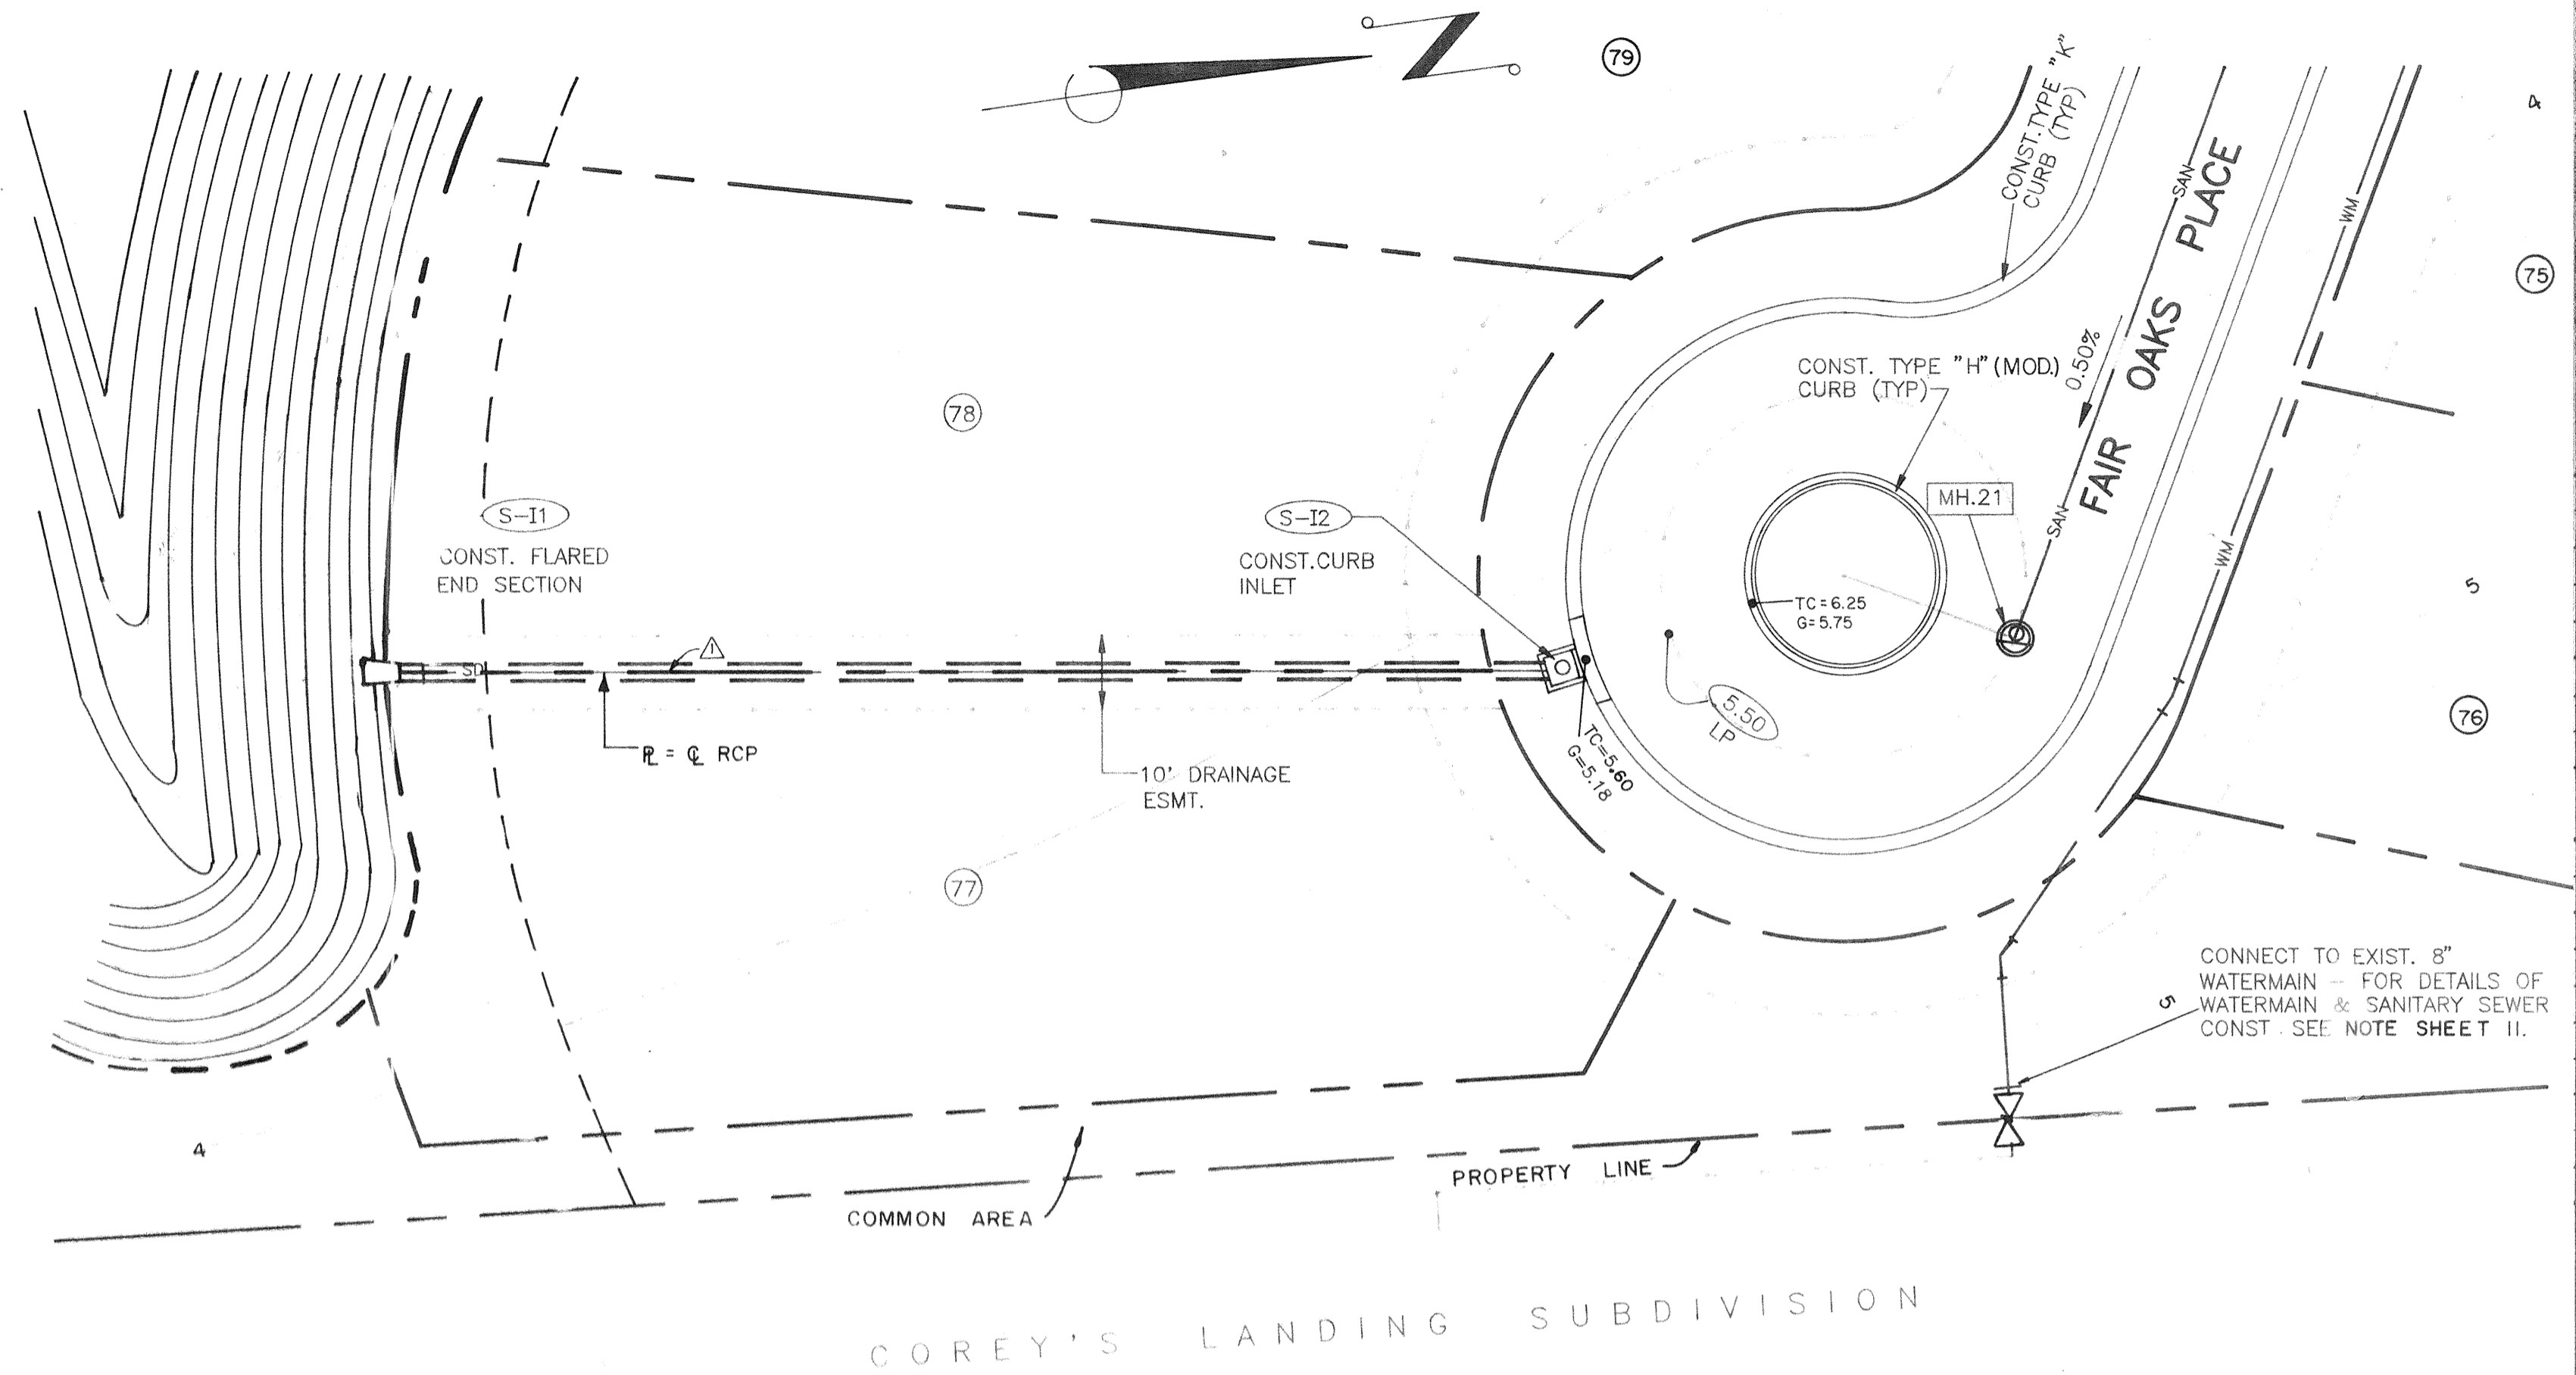 79
CONST. TYPE "K"
CURB (TYP)
4
SAN
FAIR OAKS PLACE
WM
75
0.50%
CONST. TYPE "H" (MOD.)
CURB (TYP)
78
MH.21
S-I1
CONST. FLARED
END SECTION
S-I2
CONST. CURB
INLET
SAN
WM
5
TC=6.25
G=5.75
1
SD
5.50
LP
76
PL = CL RCP
TC=5.60
G=5.18
10' DRAINAGE
ESMT.
77
CONNECT TO EXIST. 8"
WATERMAIN - FOR DETAILS OF
WATERMAIN & SANITARY SEWER
CONST. SEE NOTE SHEET 11.
5
4
PROPERTY LINE
COMMON AREA
COREY'S LANDING SUBDIVISION